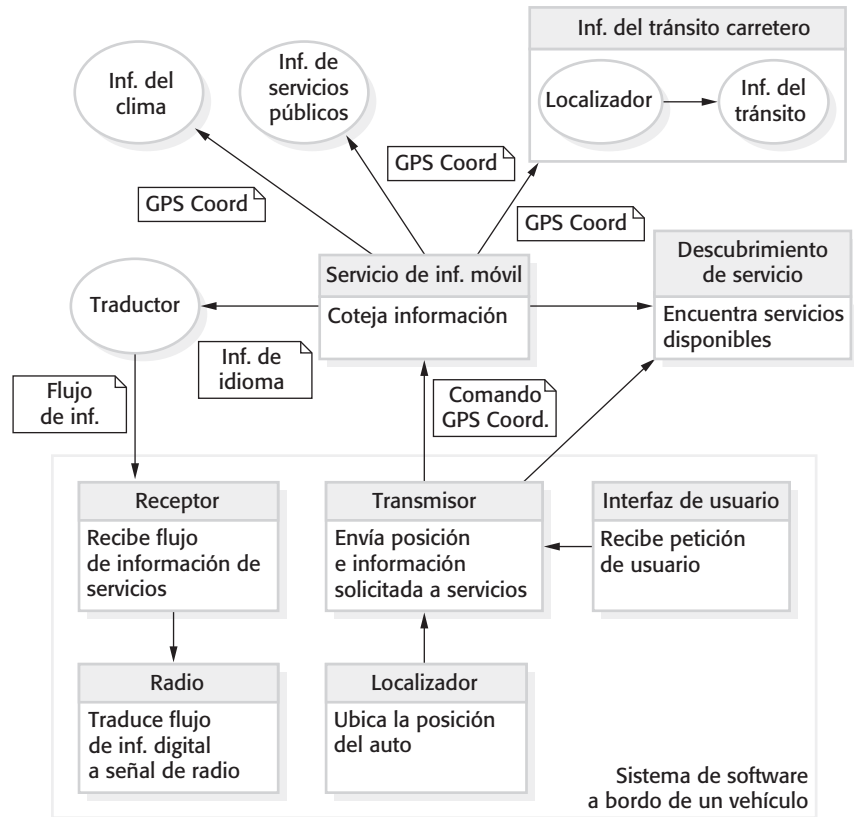 Inf. del tránsito carretero
Inf. del
clima
Inf. de
servicios
públicos
Localizador
Inf. del
tránsito
GPS Coord
GPS Coord
GPS Coord
Servicio de inf. móvil
Coteja información
Descubrimiento
de servicio
Encuentra servicios
disponibles
Traductor
Inf. de
idioma
Flujo
de inf.
Comando
GPS Coord.
Receptor
Recibe flujo
de información de
servicios
Transmisor
Envía posición
e información
solicitada a servicios
Interfaz de usuario
Recibe petición
de usuario
Radio
Traduce flujo
de inf. digital
a señal de radio
Localizador
Ubica la posición
del auto
Sistema de software
a bordo de un vehículo